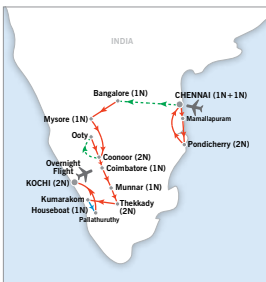 INDIA
Bangalore (1N)
CHENNAI (1N+1N)
Mysore (1N)
Mamallapuram
Ooty
Pondicherry (2N)
Coonoor (2N)
Overnight
Flight
Coimbatore (1N)
KOCHI (2N)
Munnar (1N)
Kumarakom
Houseboat (1N)
Thekkady
(2N)
Pallathuruthy